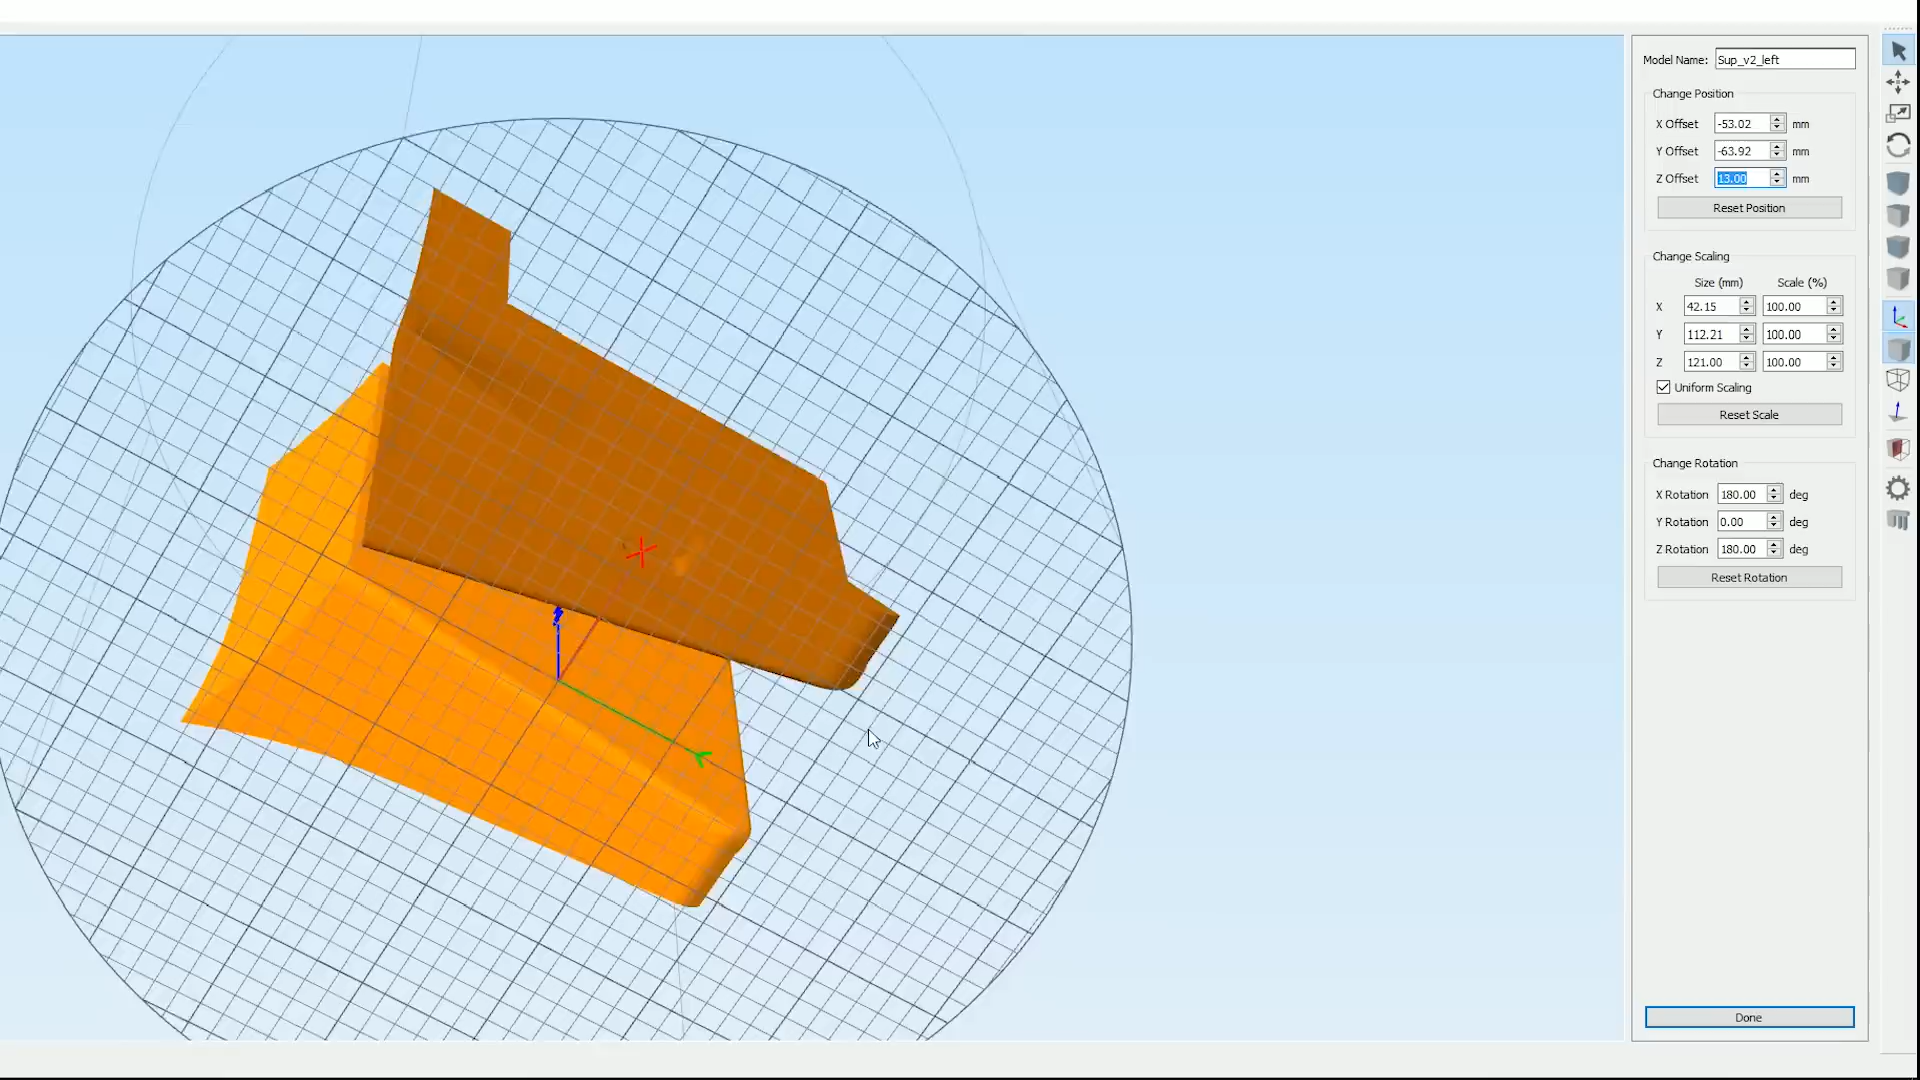 Model Name: Sup_v2_left
Change Position
X Offset -53.02 mm
Y Offset -63.92 mm
Z Offset 13.00 mm
Reset Position
Change Scaling
Size (mm) Scale (%)
X 42.15 100.00
Y 112.21 100.00
Z 121.00 100.00
Uniform Scaling
Reset Scale
Change Rotation
X Rotation 180.00 deg
Y Rotation 0.00 deg
Z Rotation 180.00 deg
Reset Rotation
Done